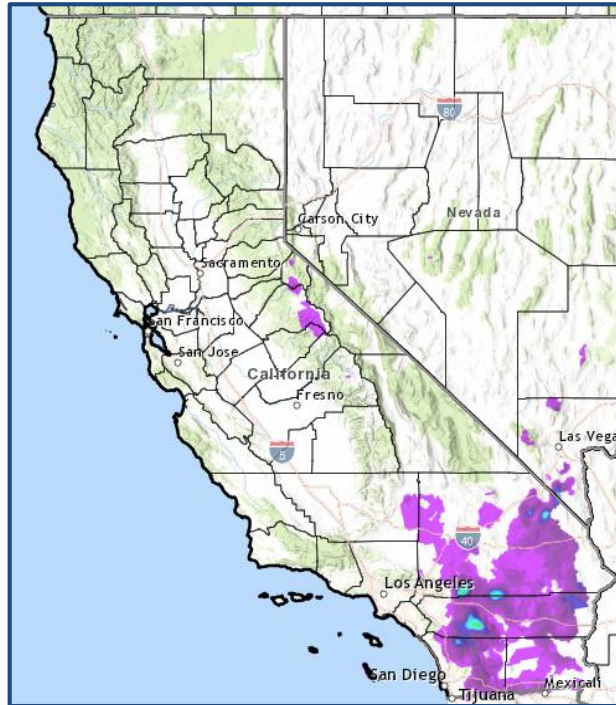 80
Nevada
Carson City
Sacramento
San Francisco
San Jose
California
Fresno
5
Las Vega
40
Los Angeles
San Diego
Mexicali
Tijuana